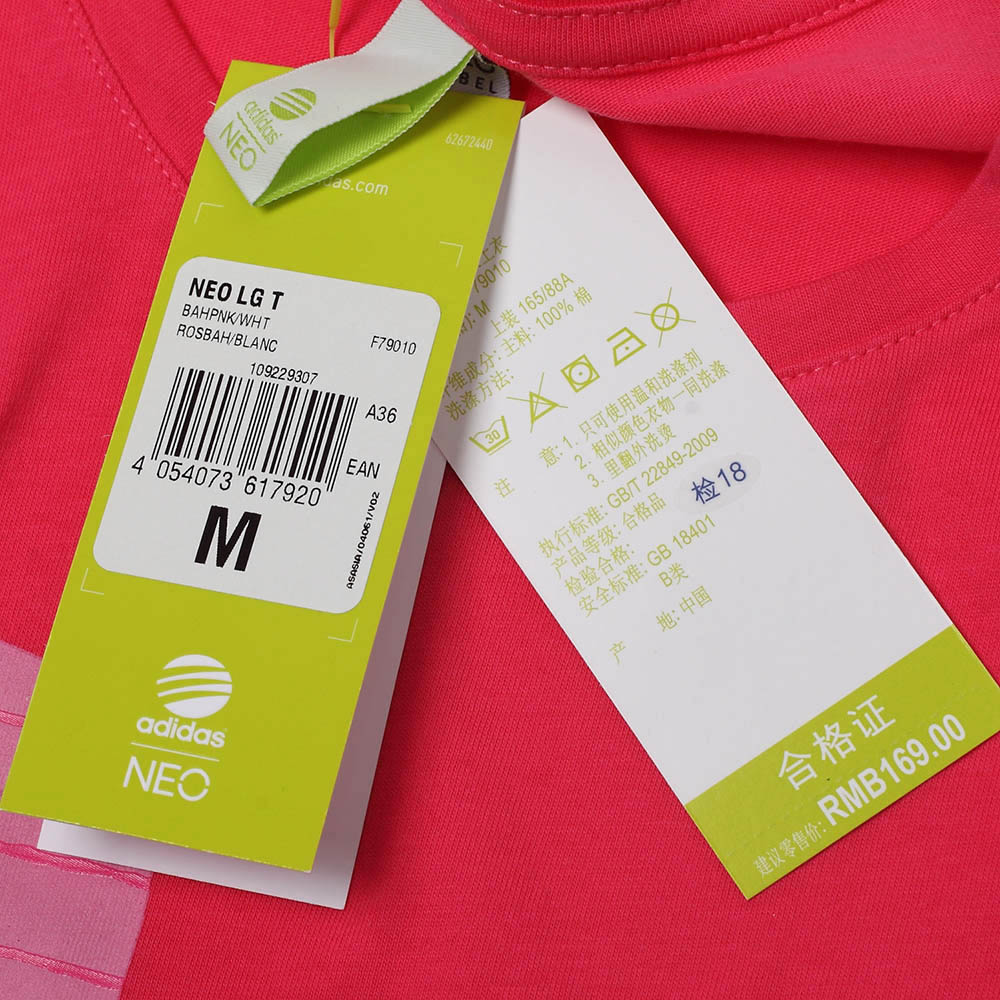 adidas
NEO
BEL
62672440
das.com
NEO LG T
BAHPNK/WHT
ROSBAH/BLANC F79010
109229307
A36
EAN
4 054073 617920
M
ASASIA/04061/V02
adidas
NEO
衣
79010
M 上装 165/88A
维成分: 主料: 100% 棉
洗涤方法:
30
注 意: 1. 只可使用温和洗涤剂
2. 相似颜色衣物一同洗涤
3. 里翻外洗烫
执行标准: GB/T 22849-2009
产品等级: 合格品
检验合格: 检18
安全标准: GB 18401
B类
产 地: 中国
合格证
建议零售价: RMB169.00